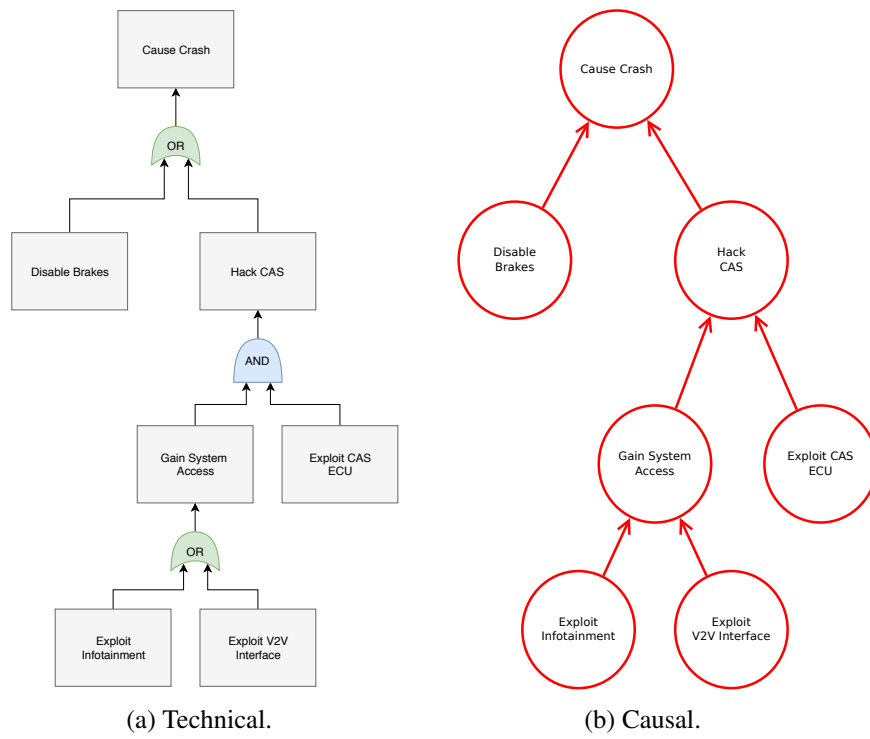 Cause Crash
OR
Disable Brakes
Hack CAS
AND
Gain System
Access
Exploit CAS
ECU
OR
Exploit
Infotainment
Exploit V2V
Interface
(a) Technical.
Cause Crash
Disable
Brakes
Hack
CAS
Gain System
Access
Exploit CAS
ECU
Exploit
Infotainment
Exploit
V2V Interface
(b) Causal.